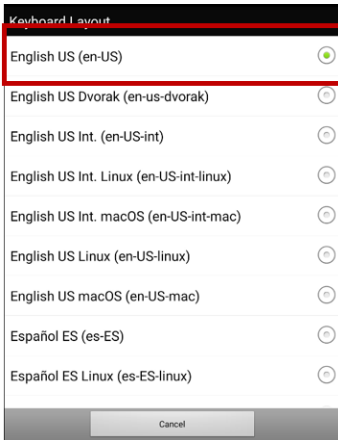 Keyboard Layout
English US (en-US)
English US Dvorak (en-us-dvorak)
English US Int. (en-US-int)
English US Int. Linux (en-US-int-linux)
English US Int. macOS (en-US-int-mac)
English US Linux (en-US-linux)
English US macOS (en-US-mac)
Español ES (es-ES)
Español ES Linux (es-ES-linux)
Cancel